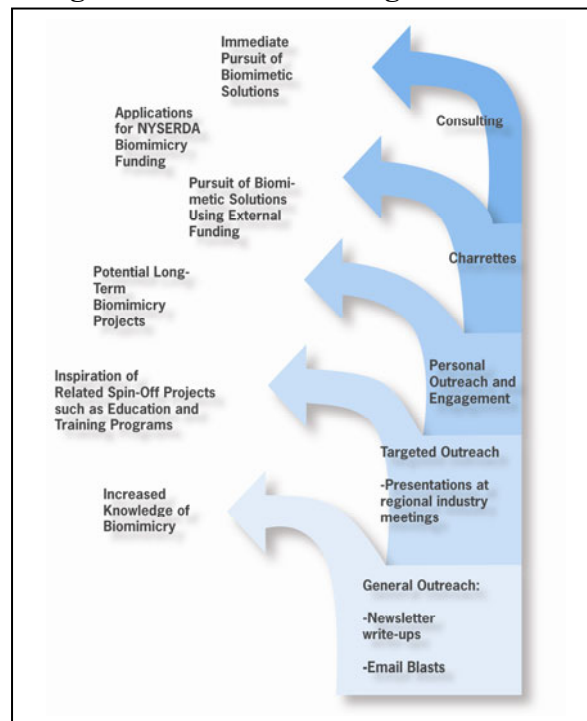 Immediate
Pursuit of
Biomimetic
Solutions
Consulting
Applications
for NYSERDA
Biomimicry
Funding
Pursuit of Biomi-
metic Solutions
Using External
Funding
Charrettes
Potential Long-
Term
Biomimicry
Projects
Personal
Outreach and
Engagement
Inspiration of
Related Spin-Off Projects
such as Education and
Training Programs
Targeted Outreach
-Presentations at
regional industry
meetings
Increased
Knowledge of
Biomimicry
General Outreach:
-Newsletter
write-ups
-Email Blasts